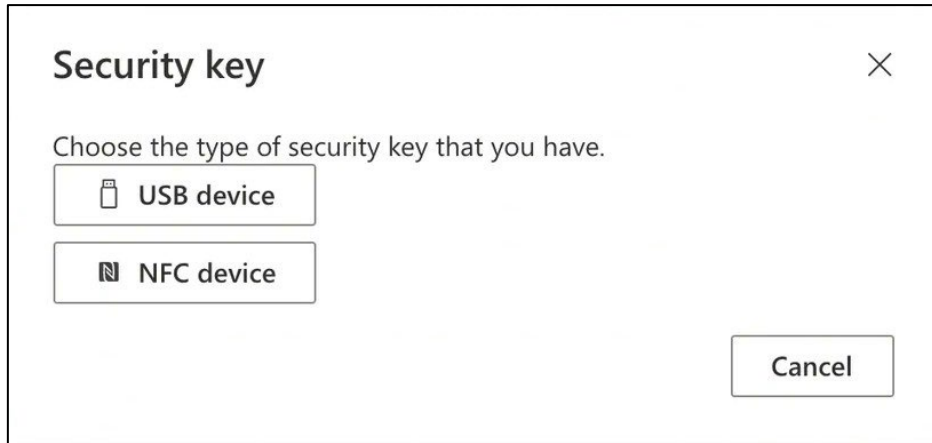 Security key
Choose the type of security key that you have.
USB device
NFC device
Cancel